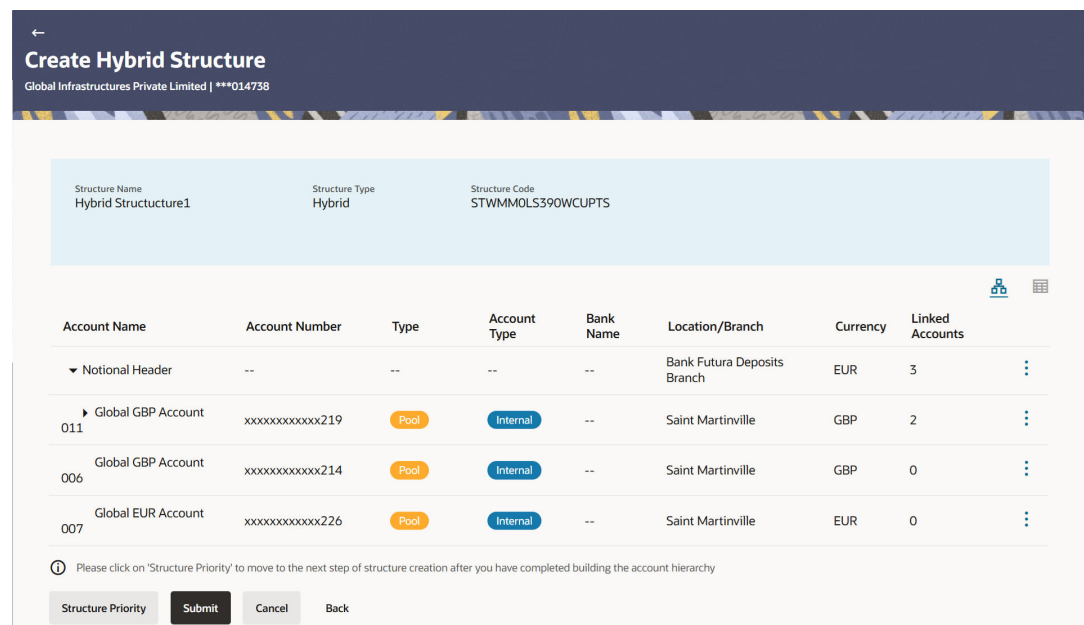 ←
Create Hybrid Structure
Global Infrastructures Private Limited | ***014738
Structure Name Structure Type Structure Code
Hybrid Structucture1 Hybrid STWMM0LS390WCUPTS
Account Name Account Number Type Account Type Bank Name Location/Branch Currency Linked Accounts
Notional Header -- -- -- -- Bank Futura Deposits Branch EUR 3
Global GBP Account 011 xxxxxxxxxxxx219 Pool Internal -- Saint Martinville GBP 2
Global GBP Account 006 xxxxxxxxxxxx214 Pool Internal -- Saint Martinville GBP 0
Global EUR Account 007 xxxxxxxxxxxx226 Pool Internal -- Saint Martinville EUR 0
Please click on 'Structure Priority' to move to the next step of structure creation after you have completed building the account hierarchy
Structure Priority Submit Cancel Back